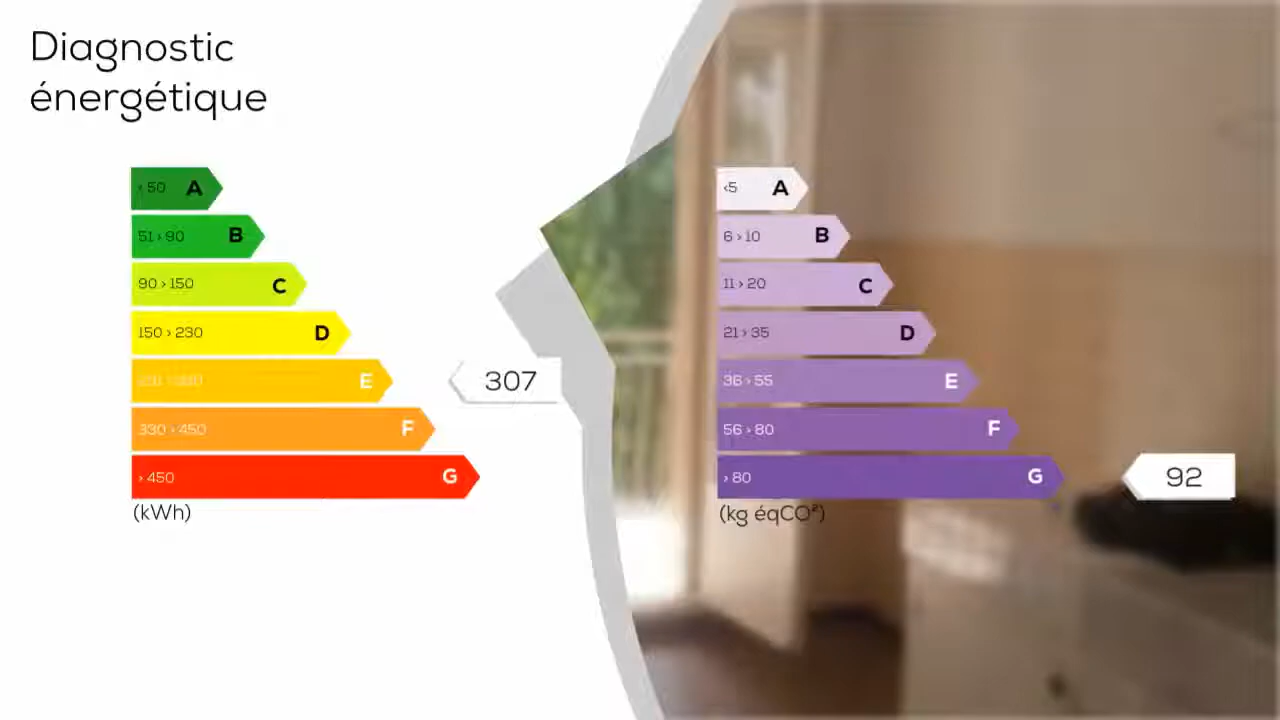 Diagnostic
énergétique
> 50 A
51 > 90 B
90 > 150 C
150 > 230 D
E
330 > 450 F
> 450 G
(kWh)
307
<5 A
6 > 10 B
11 > 20 C
21 > 35 D
36 > 55 E
56 > 80 F
> 80 G
(kg éqCO²)
92